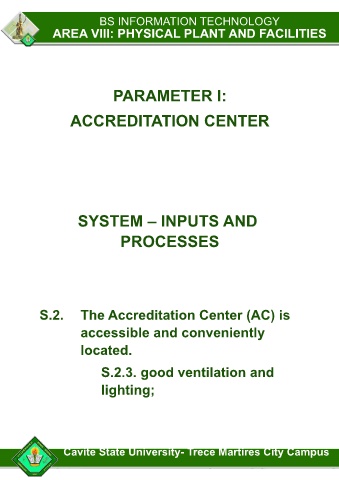 BS INFORMATION TECHNOLOGY
AREA VIII: PHYSICAL PLANT AND FACILITIES
PARAMETER I:
ACCREDITATION CENTER
SYSTEM – INPUTS AND
PROCESSES
S.2. The Accreditation Center (AC) is
accessible and conveniently
located.
S.2.3. good ventilation and
lighting;
Cavite State University- Trece Martires City Campus